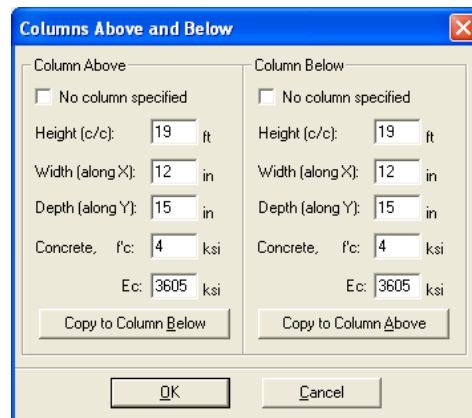 Columns Above and Below
Column Above
No column specified
Height (c/c): 19 ft
Width (along X): 12 in
Depth (along Y): 15 in
Concrete, f'c: 4 ksi
Ec: 3605 ksi
Copy to Column Below
Column Below
No column specified
Height (c/c): 19 ft
Width (along X): 12 in
Depth (along Y): 15 in
Concrete, f'c: 4 ksi
Ec: 3605 ksi
Copy to Column Above
OK
Cancel